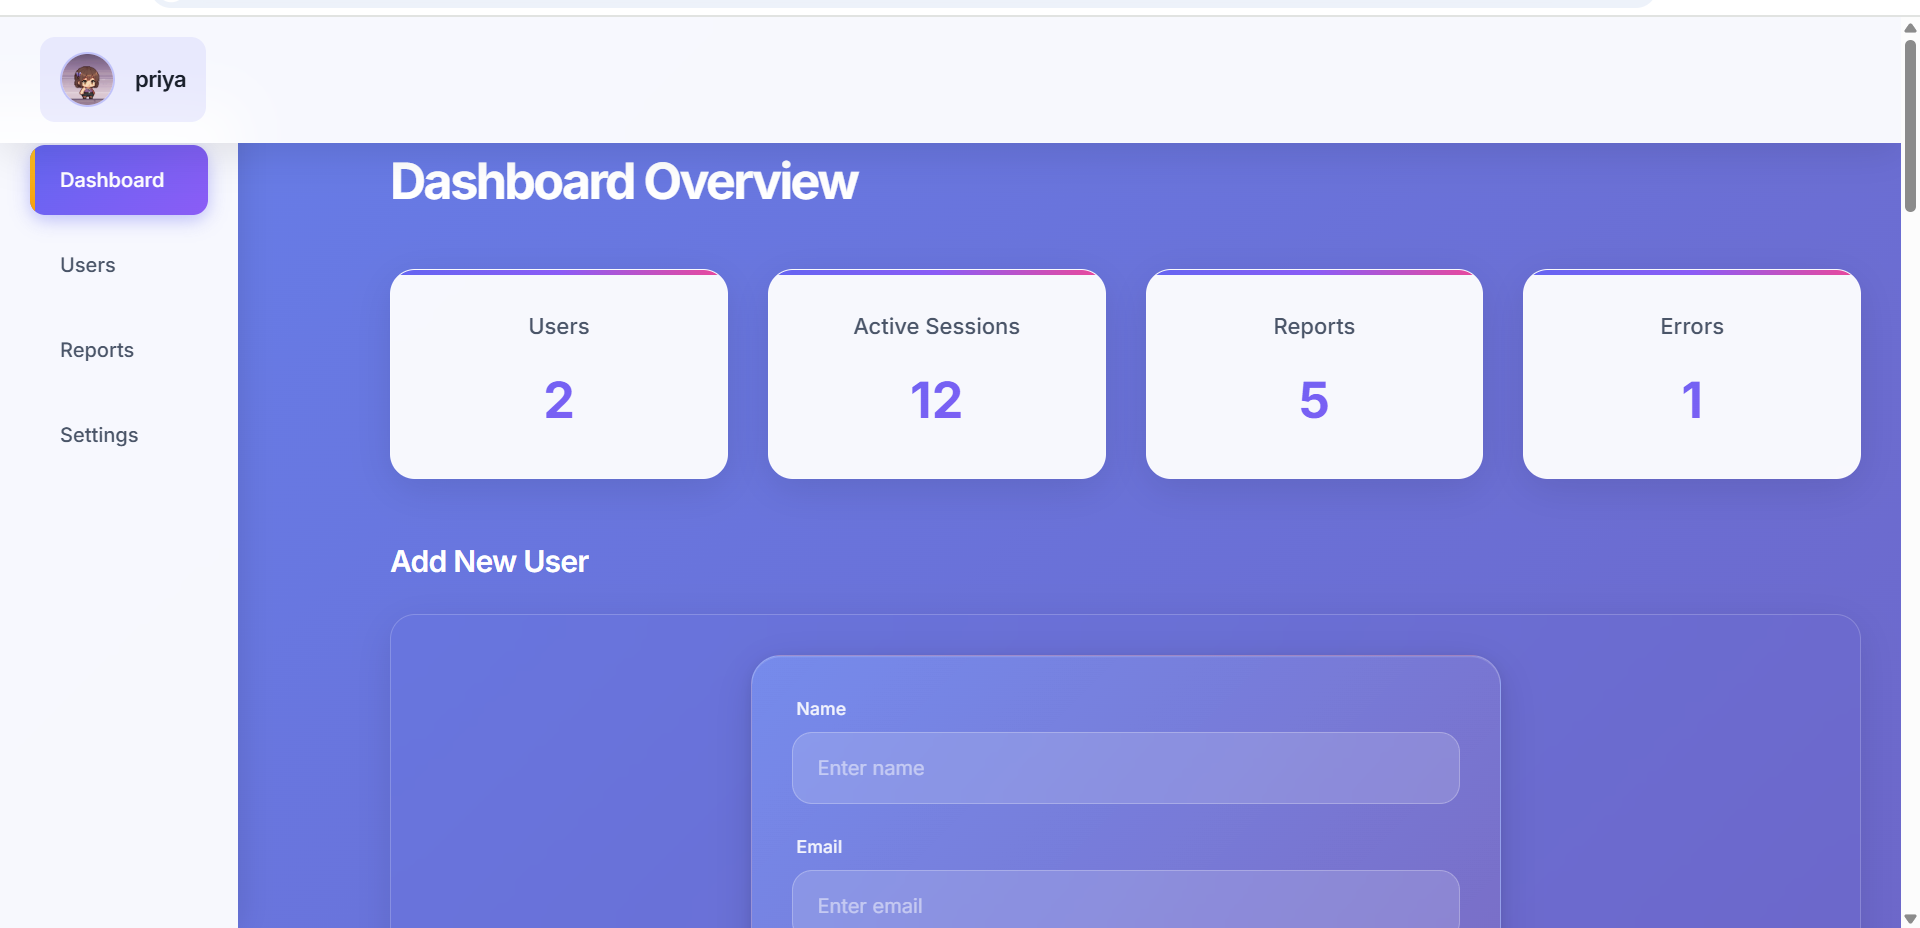 priya
Dashboard
Users
Reports
Settings
Dashboard Overview
Users
2
Active Sessions
12
Reports
5
Errors
1
Add New User
Name
Enter name
Email
Enter email